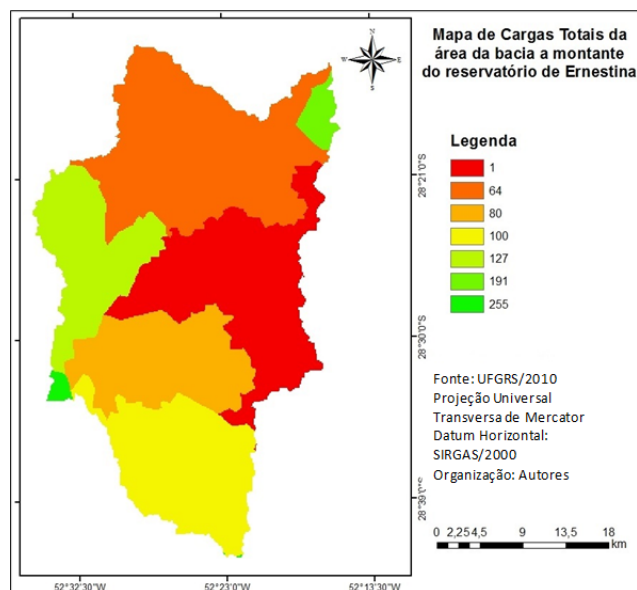 Mapa de Cargas Totais da
área da bacia a montante
do reservatório de Ernestina
N
W E
S
Legenda
1
64
80
100
127
191
255
28°21'0"S
28°30'0"S
28°39'0"S
Fonte: UFGRS/2010
Projeção Universal
Transversa de Mercator
Datum Horizontal:
SIRGAS/2000
Organização: Autores
0 2,25 4,5 9 13,5 18
km
52°32'30"W 52°23'0"W 52°13'30"W